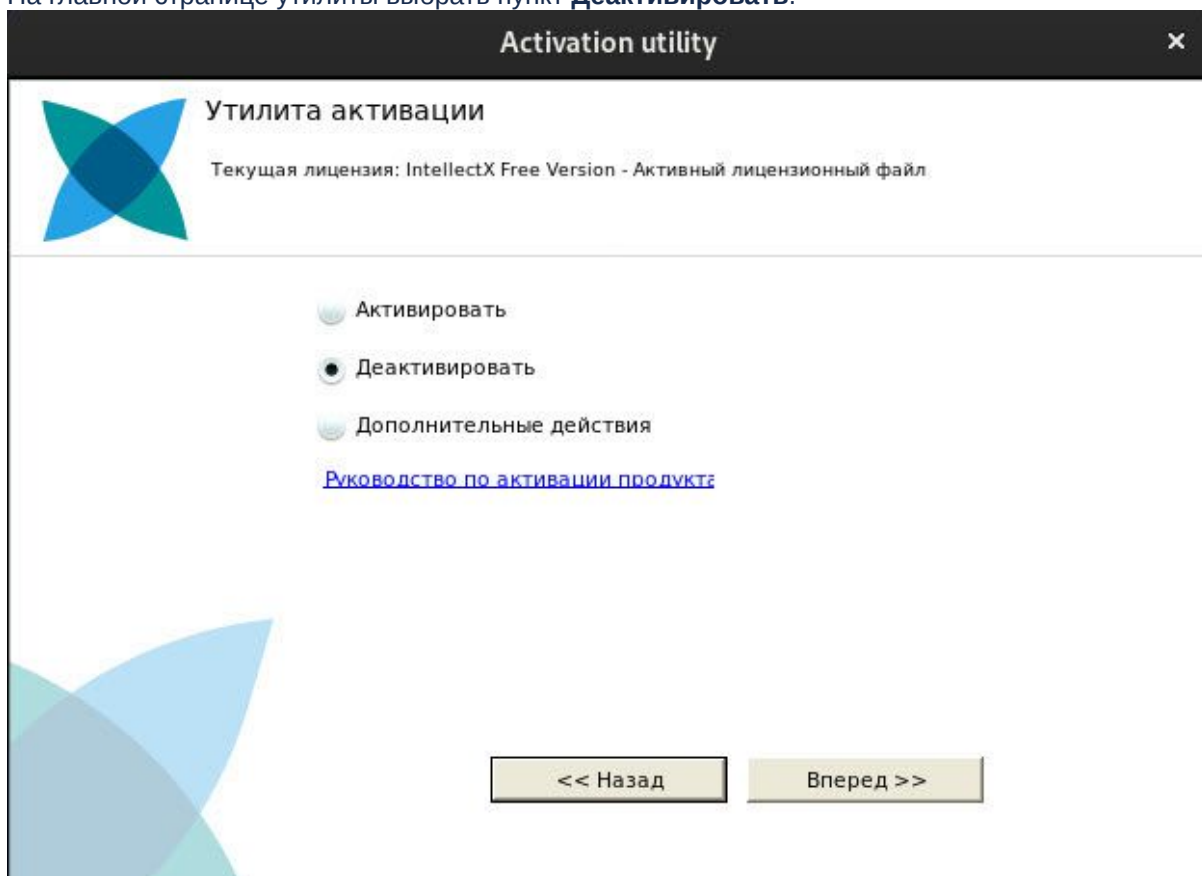 На главной странице утилиты выбрать пункт Деактивировать.
Activation utility
Утилита активации
Текущая лицензия: IntellectX Free Version - Активный лицензионный файл
Активировать
Деактивировать
Дополнительные действия
Руководство по активации продукта
<< Назад
Вперед >>